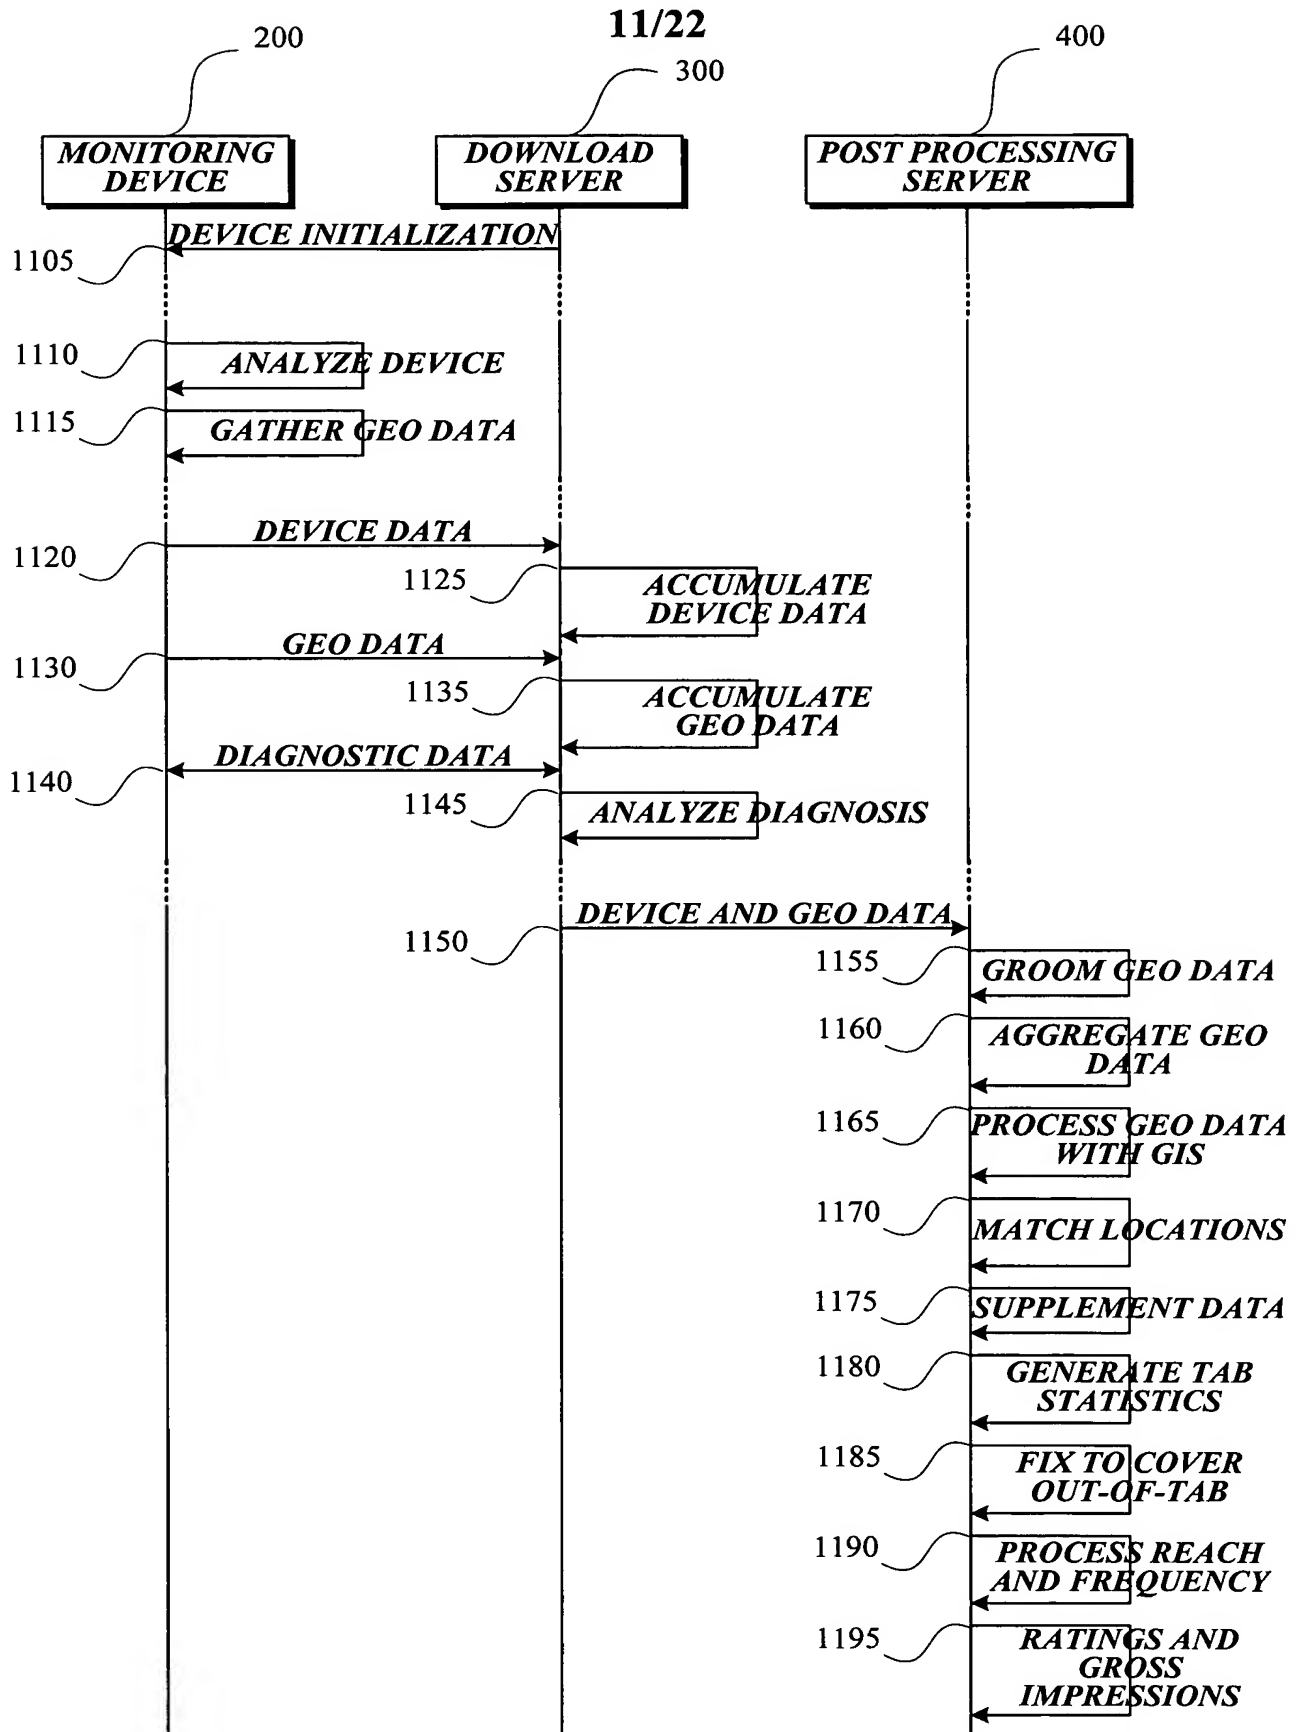 11/22
200
300
400
MONITORING
DEVICE
DOWNLOAD
SERVER
POST PROCESSING
SERVER
DEVICE INITIALIZATION
1105
1110
ANALYZE DEVICE
1115
GATHER GEO DATA
DEVICE DATA
1120
1125
ACCUMULATE
DEVICE DATA
GEO DATA
1130
1135
ACCUMULATE
GEO DATA
DIAGNOSTIC DATA
1140
1145
ANALYZE DIAGNOSIS
DEVICE AND GEO DATA
1150
1155
GROOM GEO DATA
1160
AGGREGATE GEO
DATA
1165
PROCESS GEO DATA
WITH GIS
1170
MATCH LOCATIONS
1175
SUPPLEMENT DATA
1180
GENERATE TAB
STATISTICS
1185
FIX TO COVER
OUT-OF-TAB
1190
PROCESS REACH
AND FREQUENCY
1195
RATINGS AND
GROSS
IMPRESSIONS